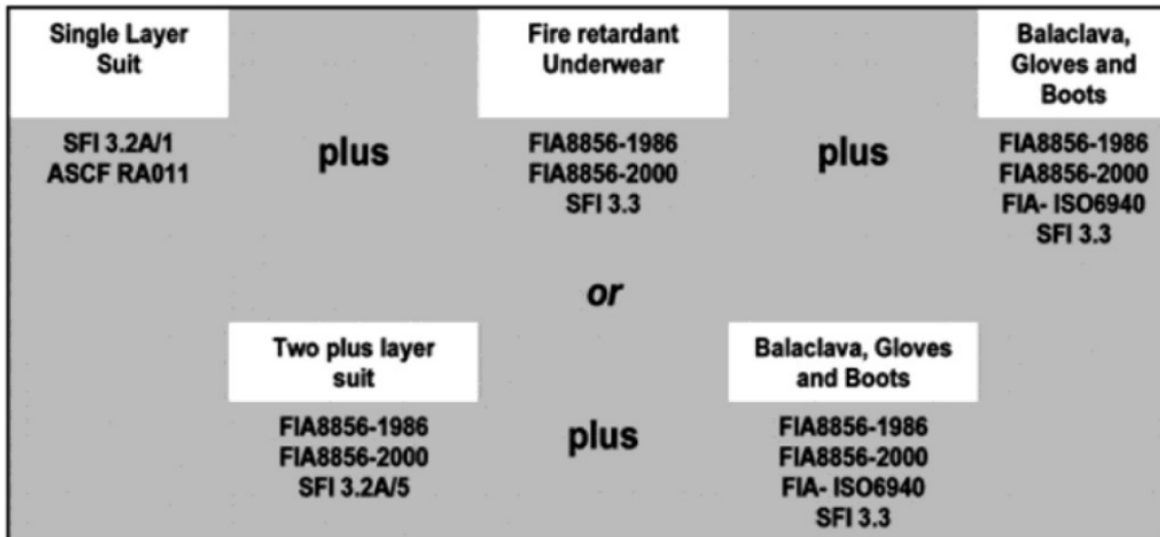 Single Layer
Suit
plus
Fire retardant
Underwear
plus
Balaclava,
Gloves and
Boots
SFI 3.2A/1
ASCF RA011
FIA8856-1986
FIA8856-2000
SFI 3.3
FIA8856-1986
FIA8856-2000
FIA- ISO6940
SFI 3.3
or
Two plus layer
suit
plus
Balaclava, Gloves
and Boots
FIA8856-1986
FIA8856-2000
SFI 3.2A/5
FIA8856-1986
FIA8856-2000
FIA- ISO6940
SFI 3.3